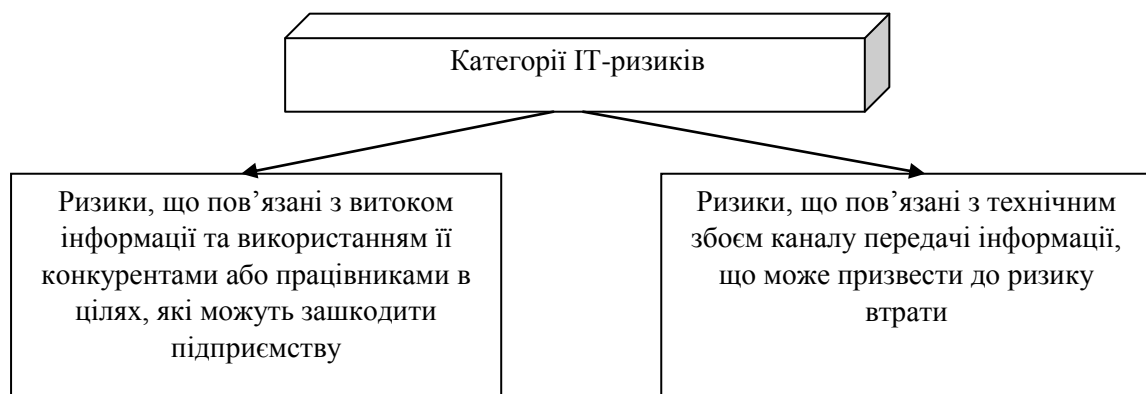 Категорії ІТ-ризиків
Ризики, що пов’язані з витоком
інформації та використанням її
конкурентами або працівниками в
цілях, які можуть зашкодити
підприємству
Ризики, що пов’язані з технічним
збоєм каналу передачі інформації,
що може призвести до ризику
втрати